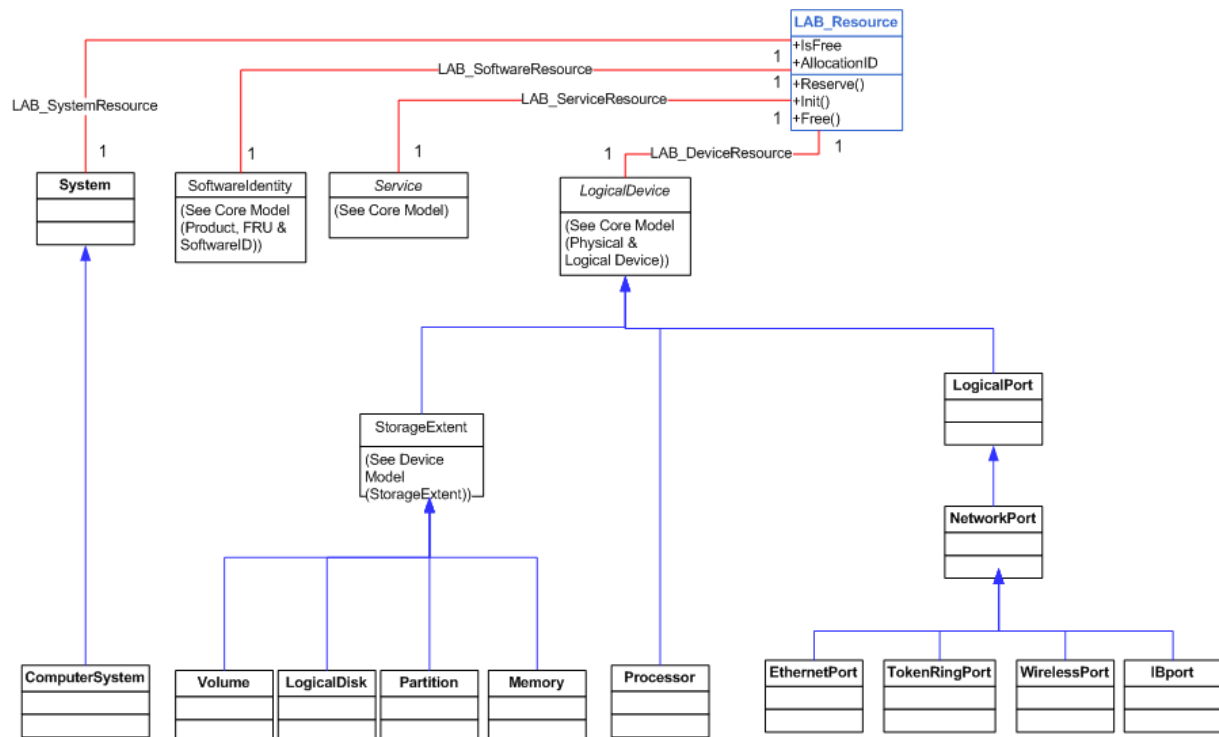 LAB_Resource
+IsFree
1
+AllocationID
LAB_SoftwareResource
1
+Reserve()
LAB_ServiceResource
+Init()
LAB_SystemResource
1
+Free()
1
1
1
1
LAB_DeviceResource
1
System
SoftwareIdentity
(See Core Model
(Product, FRU &
SoftwareID))
Service
(See Core Model)
LogicalDevice
(See Core Model
(Physical &
Logical Device))
LogicalPort
StorageExtent
(See Device
Model
(StorageExtent))
NetworkPort
ComputerSystem
Volume
LogicalDisk
Partition
Memory
Processor
EthernetPort
TokenRingPort
WirelessPort
IBport